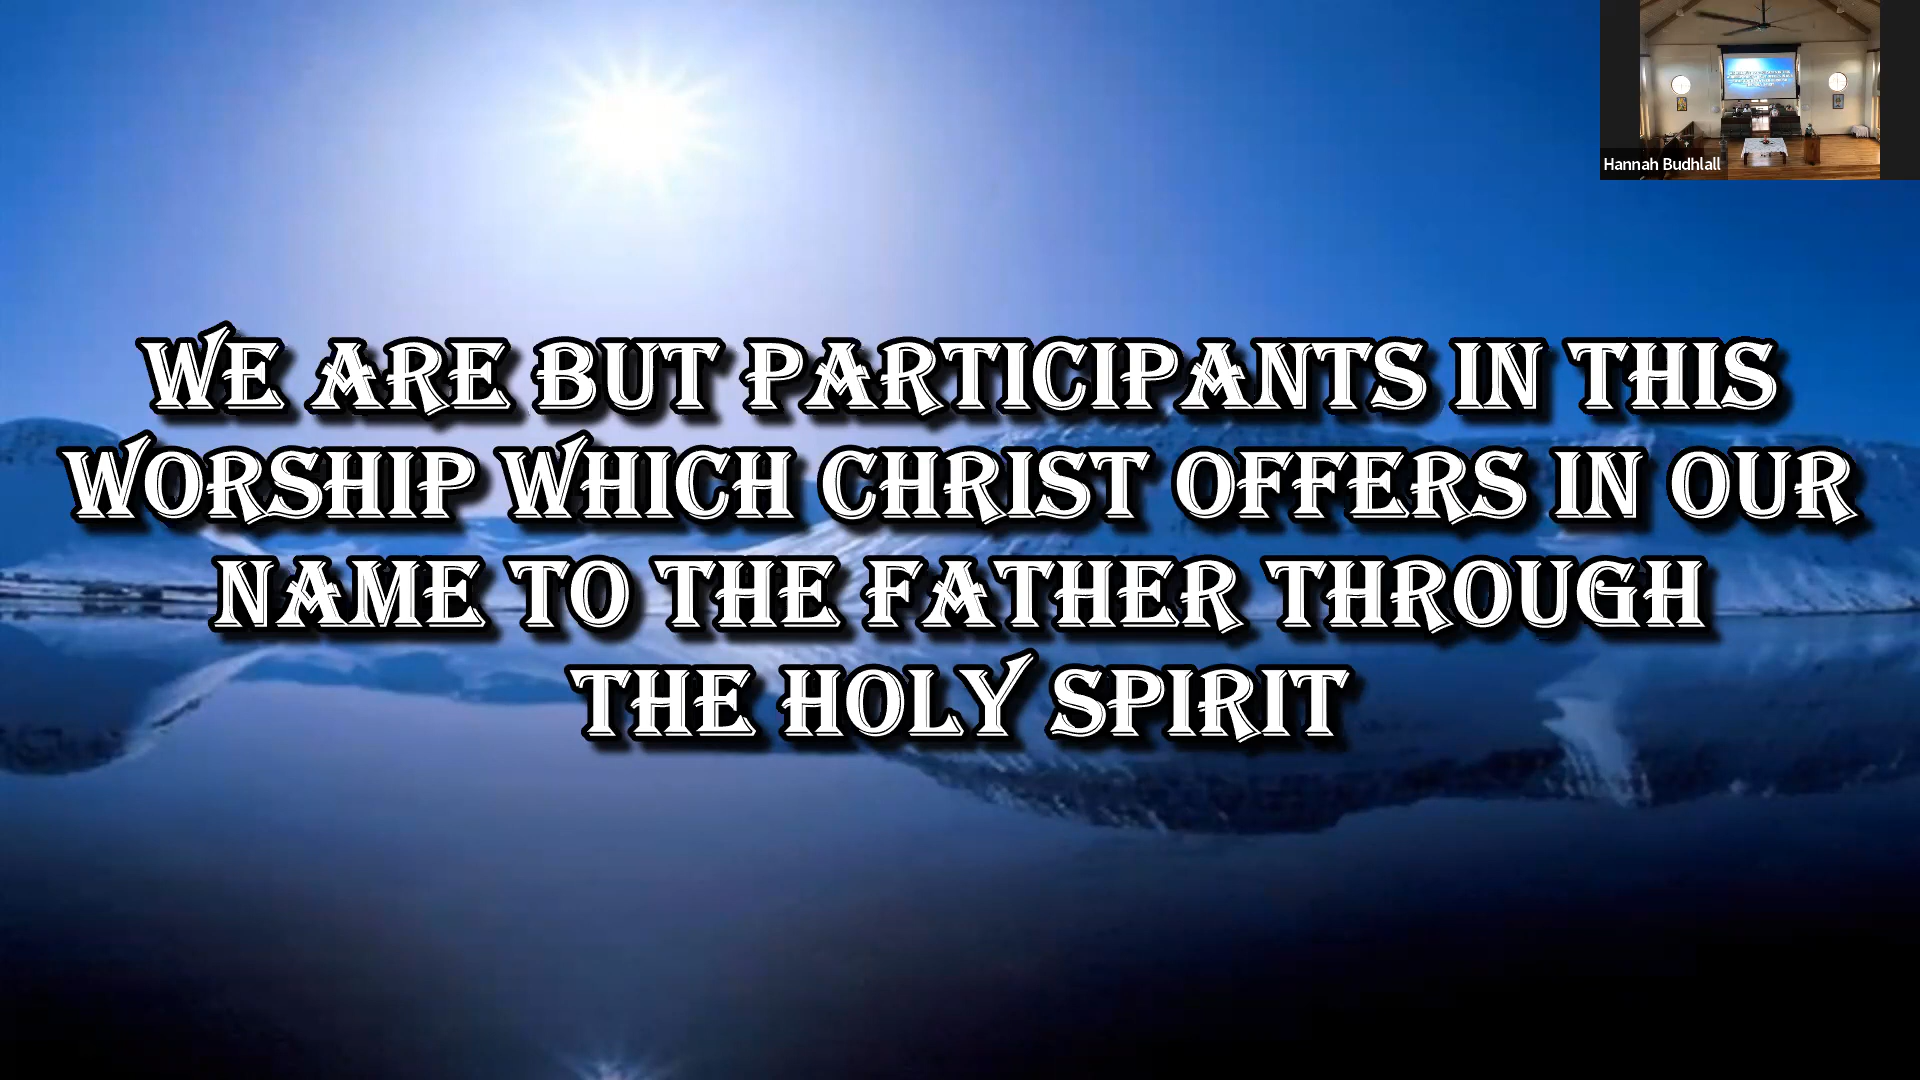 Hannah Budhlall
WE ARE BUT PARTICIPANTS IN THIS
WORSHIP WHICH CHRIST OFFERS IN OUR
NAME TO THE FATHER THROUGH
THE HOLY SPIRIT